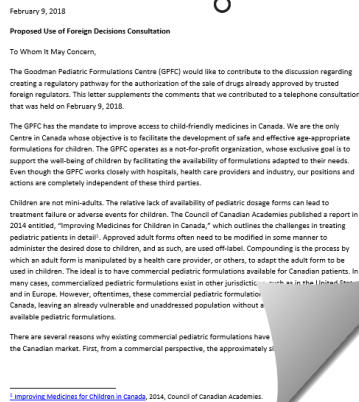 February 9, 2018
Proposed Use of Foreign Decisions Consultation
To Whom It May Concern,
The Goodman Pediatric Formulations Centre (GPFC) would like to contribute to the discussion regarding
creating a regulatory pathway for the authorization of the sale of drugs already approved by trusted
foreign regulators. This letter supplements the comments that we contributed to a telephone consultation
that was held on February 9, 2018.
The GPFC has the mandate to improve access to child-friendly medicines in Canada. We are the only
Centre in Canada whose objective is to facilitate the development of safe and effective age-appropriate
formulations for children. The GPFC operates as a not-for-profit organization, whose exclusive goal is to
support the well-being of children by facilitating the availability of formulations adapted to their needs.
Even though the GPFC works closely with hospitals, health care providers and industry, our positions and
actions are completely independent of these third parties.
Children are not mini-adults. The relative lack of availability of pediatric dosage forms can lead to
treatment failure or adverse events for children. The Council of Canadian Academies published a report in
2014 entitled, "Improving Medicines for Children in Canada," which outlines the challenges in treating
pediatric patients in detail¹. Approved adult forms often need to be modified in some manner to
administer the desired dose to children, and as such, are used off-label. Compounding is the process by
which an adult form is manipulated by a health care provider, or others, to adapt the adult form to be
used in children. The ideal is to have commercial pediatric formulations available for Canadian patients. In
many cases, commercialized pediatric formulations exist in other jurisdictions such as in the United States
and in Europe. However, oftentimes, these commercial pediatric formulation
Canada, leaving an already vulnerable and unaddressed population without a
available pediatric formulations.
There are several reasons why existing commercial pediatric formulations have
the Canadian market. First, from a commercial perspective, the approximately si
¹ Improving Medicines for Children in Canada, 2014, Council of Canadian Academies.